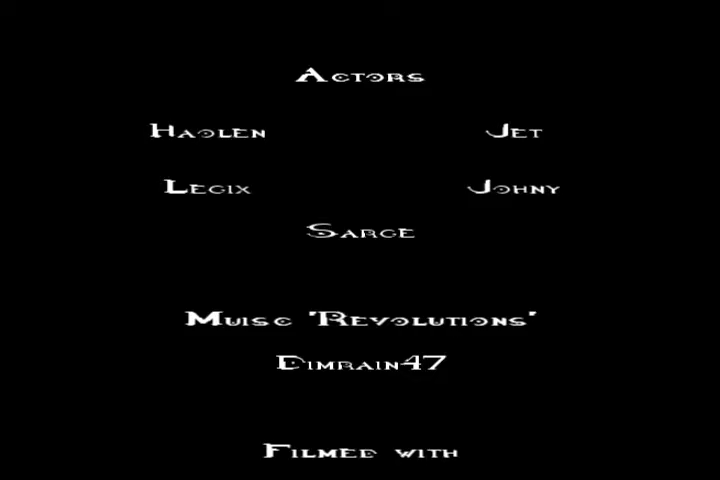 Actors
Haolen Jet
Legix Johny
Sarge
Muisc 'Revolutions'
Dimrain47
Filmed with